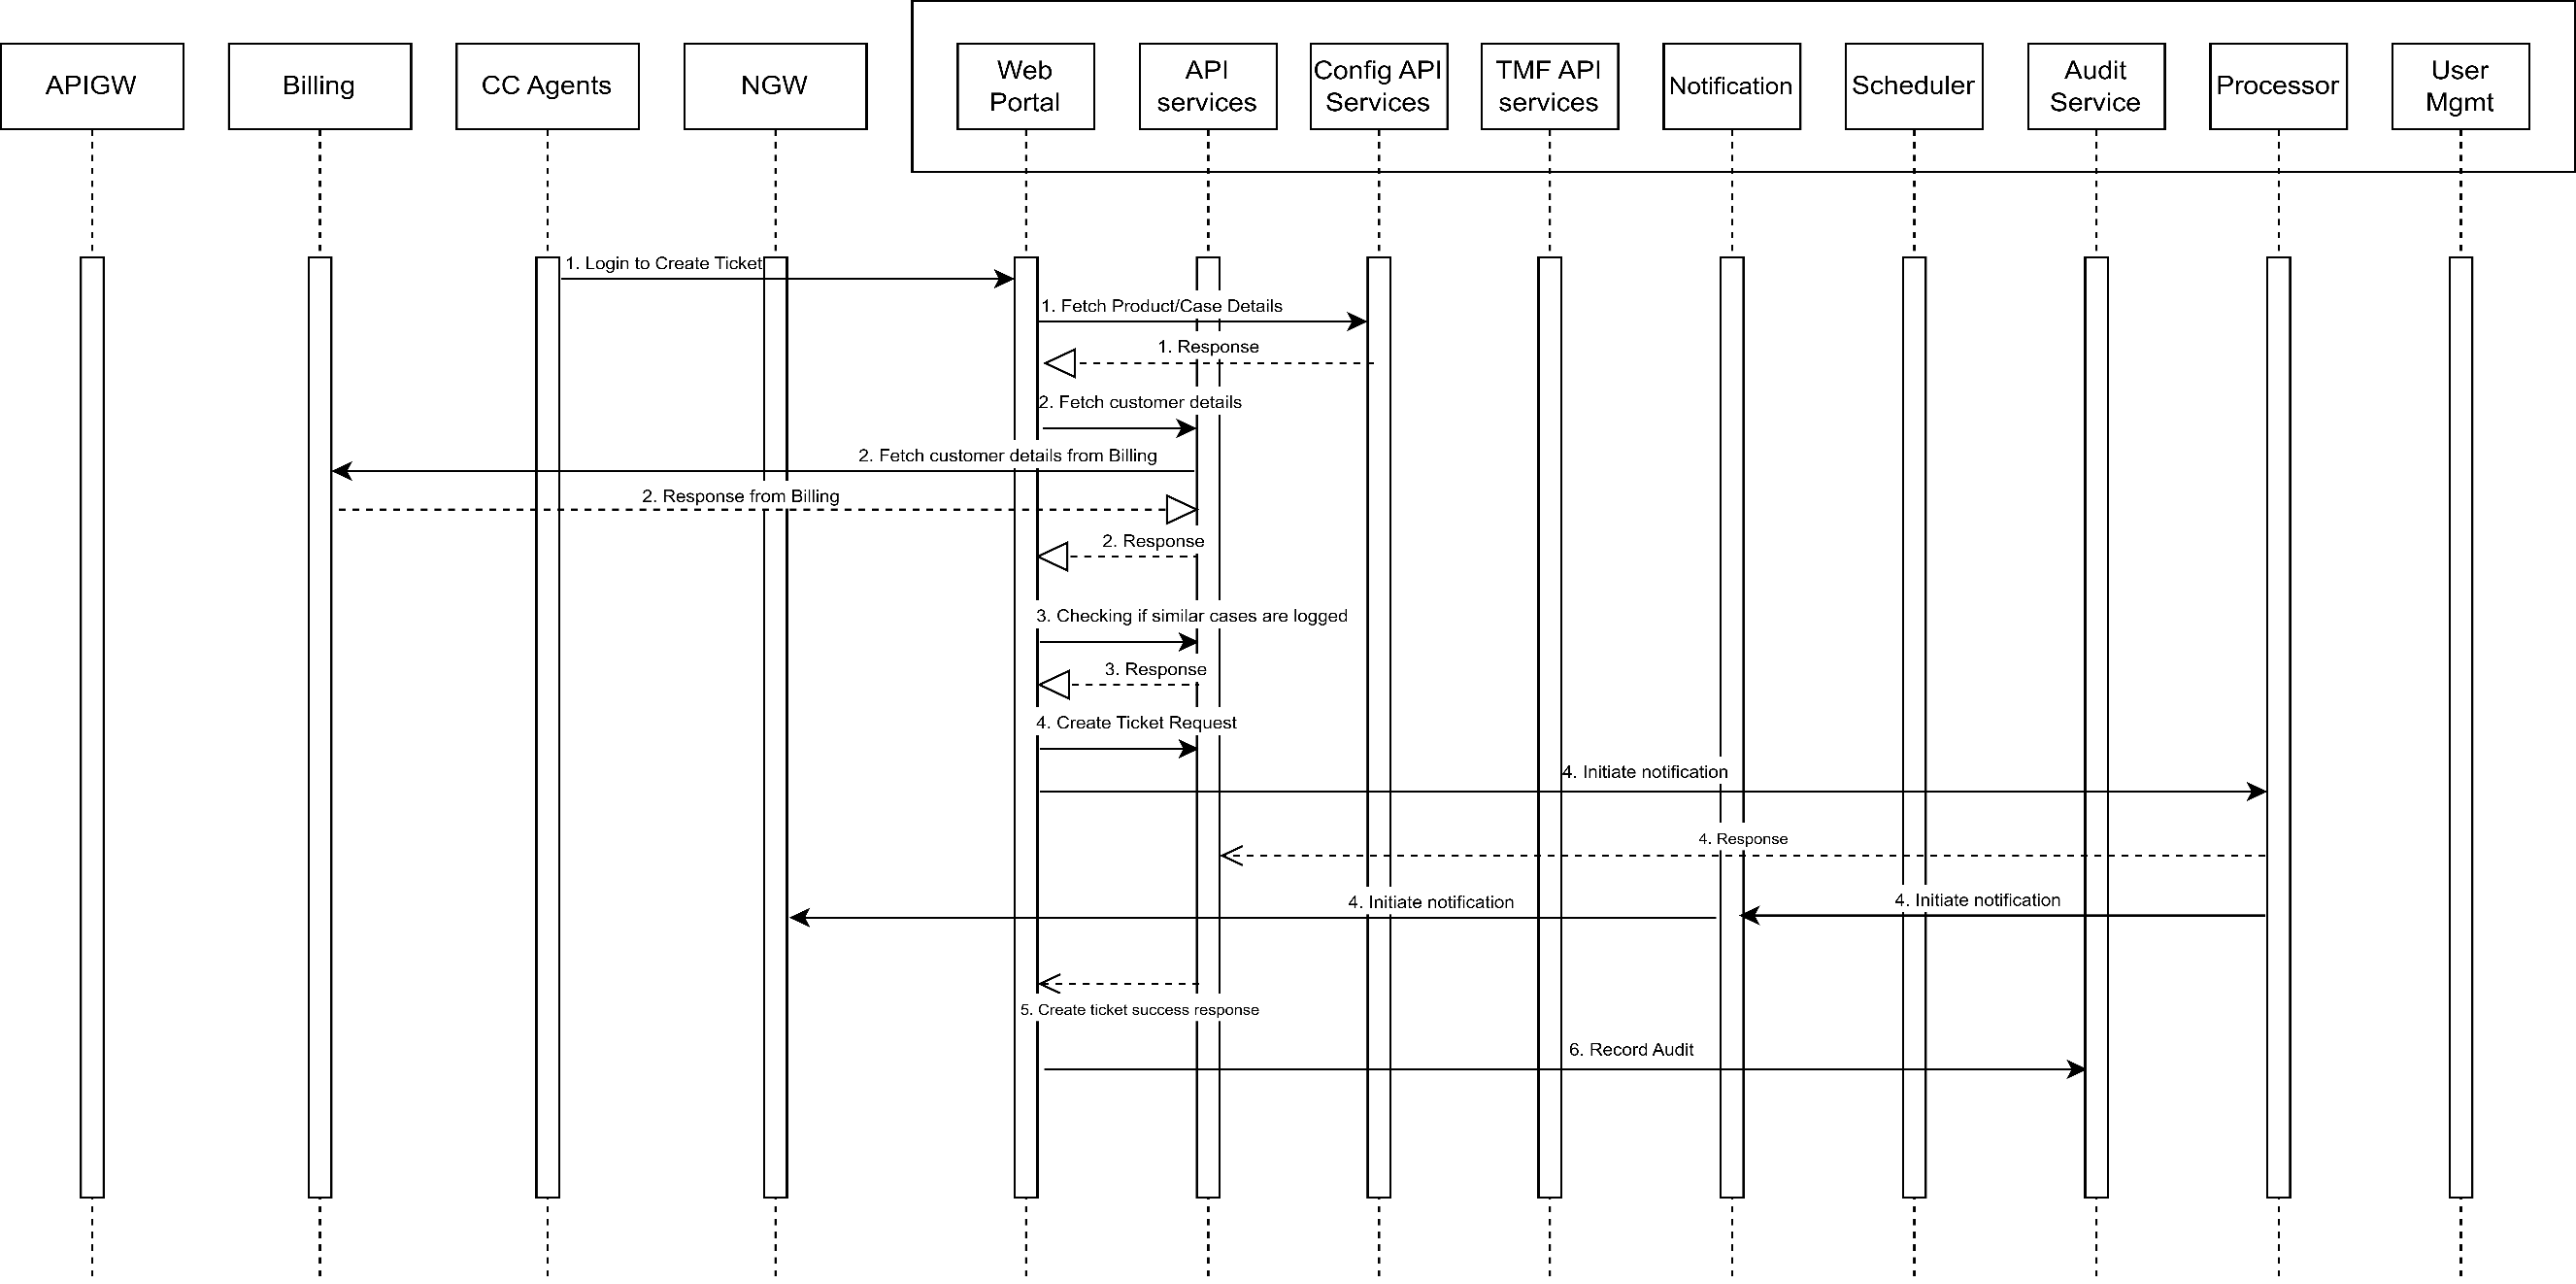 APIGW
Billing
CC Agents
NGW
Web
Portal
API
services
Config API
Services
TMF API
services
Notification
Scheduler
Audit
Service
Processor
User
Mgmt
1. Login to Create Ticket
1. Fetch Product/Case Details
1. Response
2. Fetch customer details
2. Fetch customer details from Billing
2. Response from Billing
2. Response
3. Checking if similar cases are logged
3. Response
4. Create Ticket Request
4. Initiate notification
4. Response
4. Initiate notification
4. Initiate notification
5. Create ticket success response
6. Record Audit